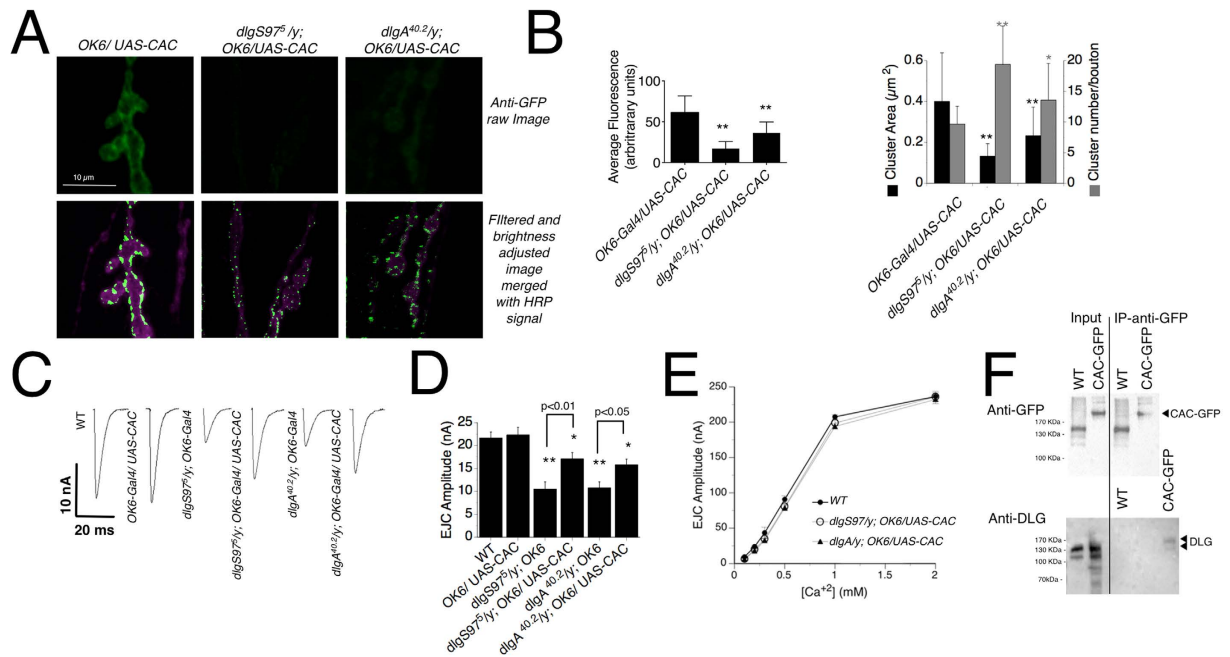 A
OK6/ UAS-CAC
dlgS97⁵/y;
OK6/UAS-CAC
dlgA⁴⁰·²/y;
OK6/UAS-CAC
10 µm
Anti-GFP
raw Image
FIltered and
brightness
adjusted
image
merged
with HRP
signal
B
Average Fluorescence
(arbritrarary units)
100
50
0
**
**
OK6-Gal4/UAS-CAC
dlgS97⁵/y; OK6/UAS-CAC
dlgA⁴⁰·²/y; OK6/UAS-CAC
Cluster Area (µm ²)
0.6
0.4
0.2
0
**
**
**
*
20
15
10
5
0
Cluster number/bouton
OK6-Gal4/UAS-CAC
dlgS97⁵/y; OK6/UAS-CAC
dlgA⁴⁰·²/y; OK6/UAS-CAC
C
WT
OK6-Gal4/ UAS-CAC
dlgS97⁵/y; OK6-Gal4
dlgS97⁵/y; OK6-Gal4/ UAS-CAC
dlgA⁴⁰·²/y; OK6-Gal4
dlgA⁴⁰·²/y; OK6-Gal4/ UAS-CAC
10 nA
20 ms
D
EJC Amplitude (nA)
25
20
15
10
5
0
p<0.01
p<0.05
**
*
**
*
WT
OK6/ UAS-CAC
dlgS97⁵/y; OK6
dlgS97⁵/y; OK6/ UAS-CAC
dlgA ⁴⁰·²/y; OK6
dlgA ⁴⁰·²/y; OK6/ UAS-CAC
E
EJC Amplitude (nA)
250
200
150
100
50
0
0
0.5
1
2
[Ca⁺²] (mM)
WT
dlgS97/y; OK6/UAS-CAC
dlgA/y; OK6/UAS-CAC
F
Input
IP-anti-GFP
WT
CAC-GFP
WT
CAC-GFP
Anti-GFP
170 KDa
130 KDa
100 KDa
CAC-GFP
WT
CAC-GFP
Anti-DLG
170 KDa
130 KDa
100 KDa
70kDa
DLG